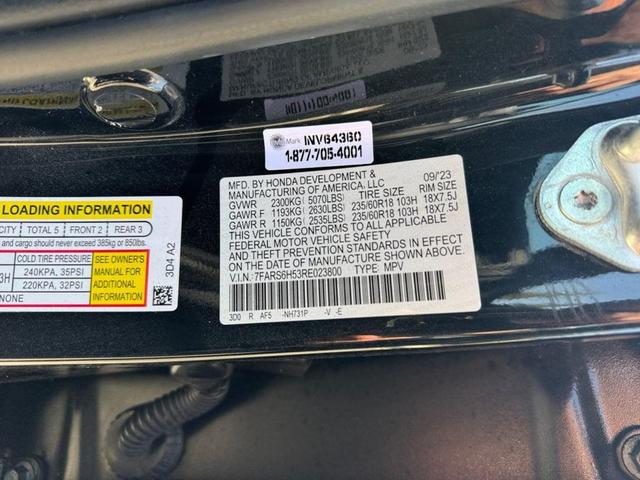 Mark INV64360
1-877-705-4001
MFD. BY HONDA DEVELOPMENT & 09/'23
MANUFACTURING OF AMERICA, LLC
GVWR 2300KG( 5070LBS) TIRE SIZE RIM SIZE
GAWR F 1193KG( 2630LBS) 235/60R18 103H 18X7.5J
GAWR R 1150KG( 2535LBS) 235/60R18 103H 18X7.5J
THIS VEHICLE CONFORMS TO ALL APPLICABLE
FEDERAL MOTOR VEHICLE SAFETY
AND THEFT PREVENTION STANDARDS IN EFFECT
ON THE DATE OF MANUFACTURE SHOWN ABOVE.
V.I.N.:7FARS6H53RE023800 TYPE: MPV
3D0 R AF5 -NH731P -V -E
LOADING INFORMATION
CITY TOTAL 5 FRONT 2 REAR 3
and cargo should never exceed 385kg or 850lbs.
COLD TIRE PRESSURE
3H 240KPA, 35PSI
220KPA, 32PSI
NONE
SEE OWNER'S
MANUAL FOR
ADDITIONAL
INFORMATION
3D4 A2